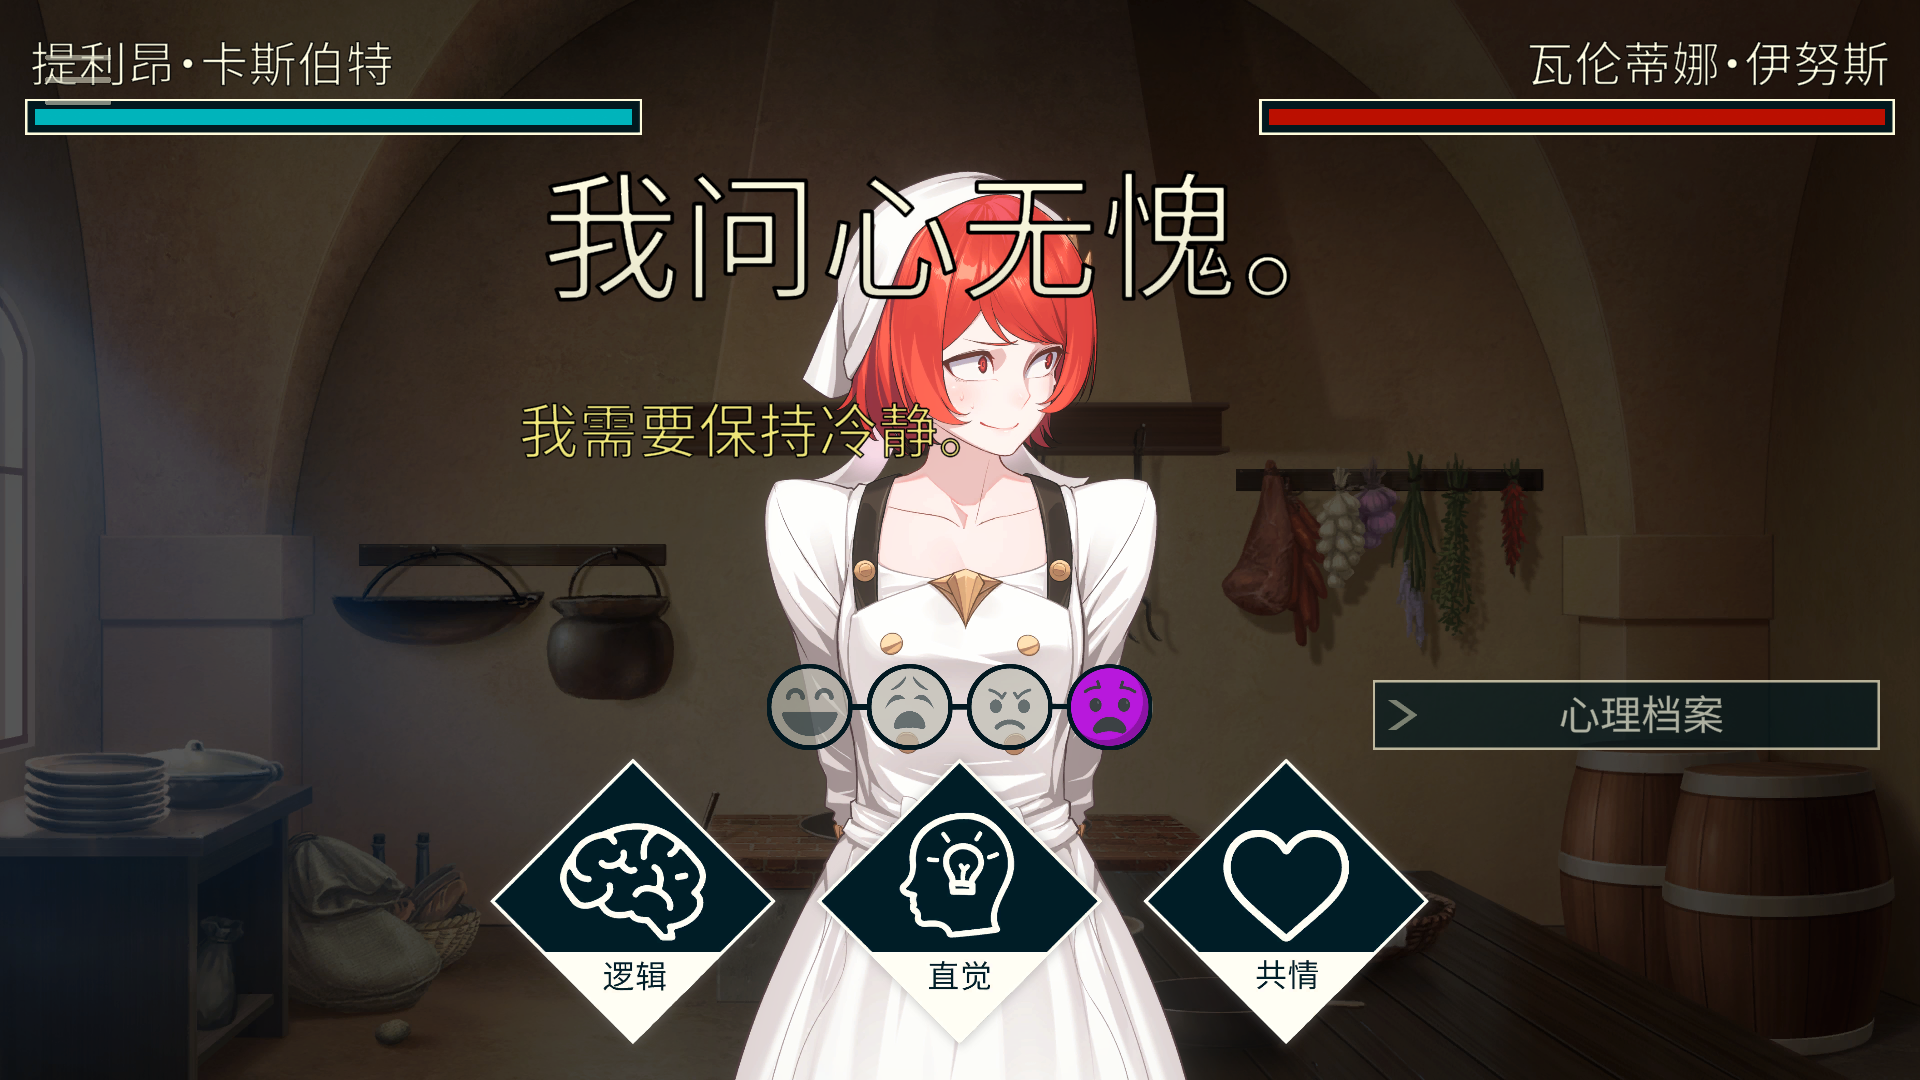 提利昂·卡斯伯特
瓦伦蒂娜·伊努斯
我问心无愧。
我需要保持冷静。
心理档案
逻辑
直觉
共情